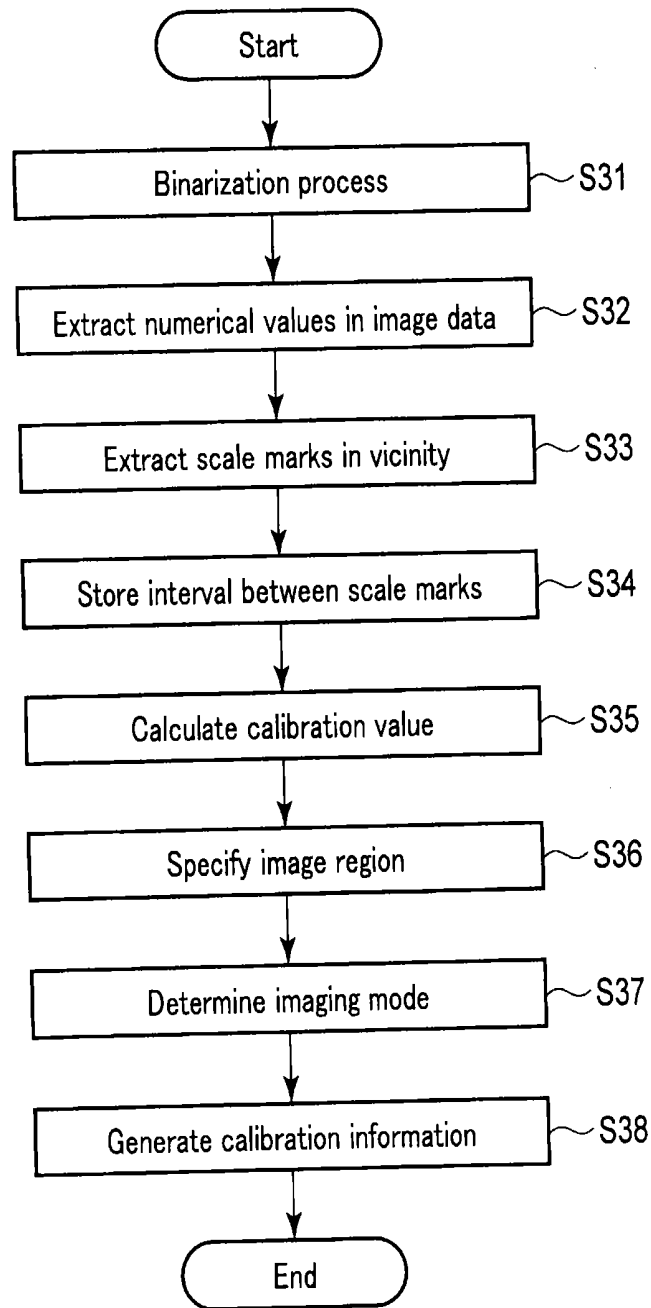 Start
Binarization process
S31
Extract numerical values in image data
S32
Extract scale marks in vicinity
S33
Store interval between scale marks
S34
Calculate calibration value
S35
Specify image region
S36
Determine imaging mode
S37
Generate calibration information
S38
End